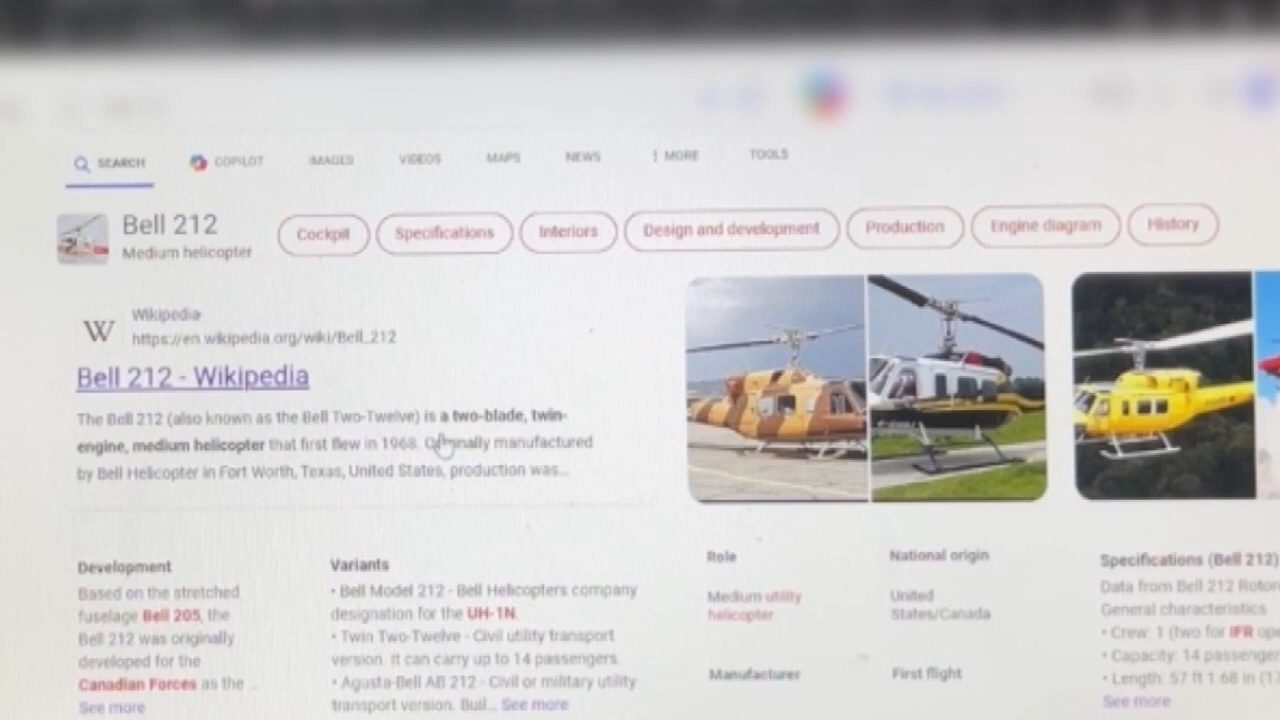 SEARCH
COPILOT
IMAGES
VIDEOS
MAPS
NEWS
MORE
TOOLS
Bell 212
Medium helicopter
Cockpit
Specifications
Interiors
Design and development
Production
Engine diagram
History
W
Wikipedia
https://en.wikipedia.org/wiki/Bell_212
Bell 212 - Wikipedia
The Bell 212 (also known as the Bell Two-Twelve) is a two-blade, twin-
engine, medium helicopter that first flew in 1968. Originally manufactured
by Bell Helicopter in Fort Worth, Texas, United States, production was...
Development
Based on the stretched
fuselage Bell 205, the
Bell 212 was originally
developed for the
Canadian Forces as the ...
See more
Variants
• Bell Model 212 - Bell Helicopters company
designation for the UH-1N.
• Twin Two-Twelve - Civil utility transport
version. It can carry up to 14 passengers.
• Agusta-Bell AB 212 - Civil or military utility
transport version. Buil... See more
Role
Medium utility
helicopter
Manufacturer
National origin
United
States/Canada
First flight
Specifications (Bell 212)
Data from Bell 212 Rotor
General characteristics
• Crew: 1 (two for IFR ope
• Capacity: 14 passenger
• Length: 57 ft 1.68 in (17
See more